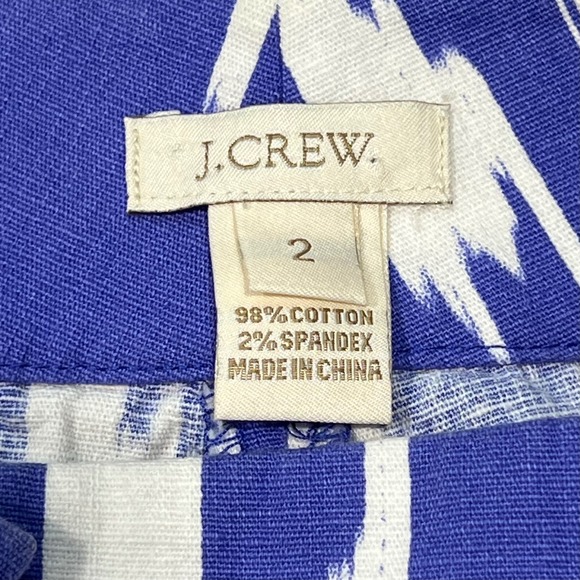 J.CREW.
2
98% COTTON
2% SPANDEX
MADE IN CHINA